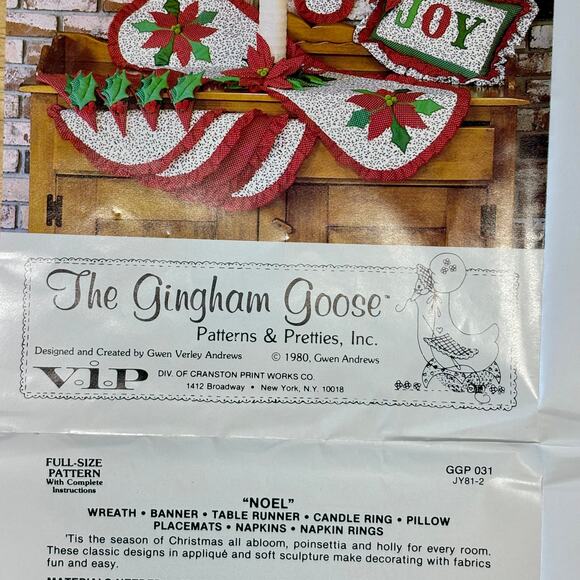 JOY
The Gingham Goose™
Patterns & Pretties, Inc.
Designed and Created by Gwen Verley Andrews © 1980, Gwen Andrews
V.I.P DIV. OF CRANSTON PRINT WORKS CO.
1412 Broadway • New York, N.Y. 10018
FULL-SIZE
PATTERN
With Complete
Instructions
GGP 031
JY81-2
"NOEL"
WREATH • BANNER • TABLE RUNNER • CANDLE RING • PILLOW
PLACEMATS • NAPKINS • NAPKIN RINGS
'Tis the season of Christmas all abloom, poinsettia and holly for every room.
These classic designs in appliqué and soft sculpture make decorating with fabrics
fun and easy.
MATERIALS NEEDED